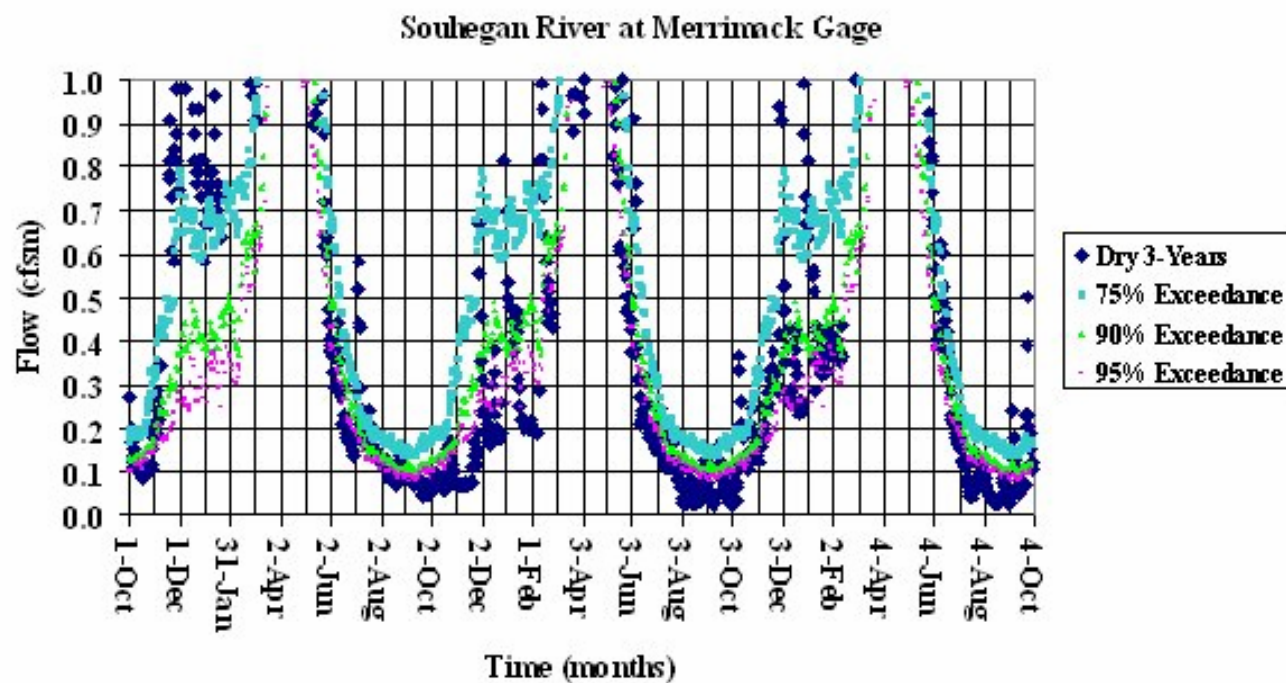 Souhegan River at Merrimack Gage
1.0
0.9
0.8
0.7
0.6
0.5
0.4
0.3
0.2
0.1
0.0
Flow (cfsm)
1-Oct
1-Dec
31-Jan
2-Apr
2-Jun
2-Aug
2-Oct
2-Dec
1-Feb
3-Apr
3-Jun
3-Aug
3-Oct
3-Dec
2-Feb
4-Apr
4-Jun
4-Aug
4-Oct
Time (months)
Dry 3-Years
75% Exceedance
90% Exceedance
95% Exceedance